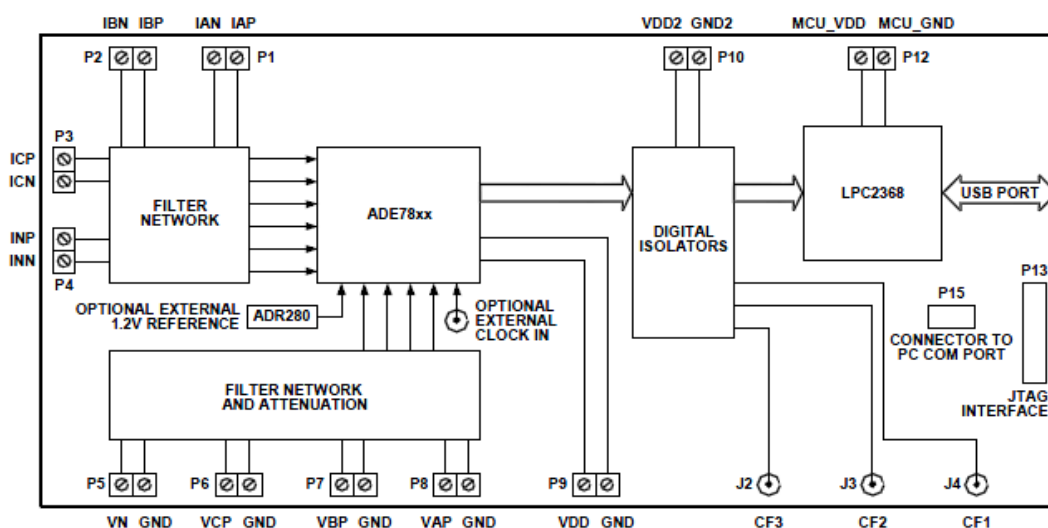 IBN IBP IAN IAP VDD2 GND2 MCU_VDD MCU_GND
P2 P1 P10 P12
P3
ICP
ICN
FILTER
NETWORK
ADE78xx
DIGITAL
ISOLATORS
LPC2368
USB PORT
INP
INN
P4
OPTIONAL EXTERNAL
1.2V REFERENCE
ADR280
OPTIONAL
EXTERNAL
CLOCK IN
P15
CONNECTOR TO
PC COM PORT
P13
JTAG
INTERFACE
FILTER NETWORK
AND ATTENUATION
P5 P6 P7 P8 P9 J2 J3 J4
VN GND VCP GND VBP GND VAP GND VDD GND CF3 CF2 CF1